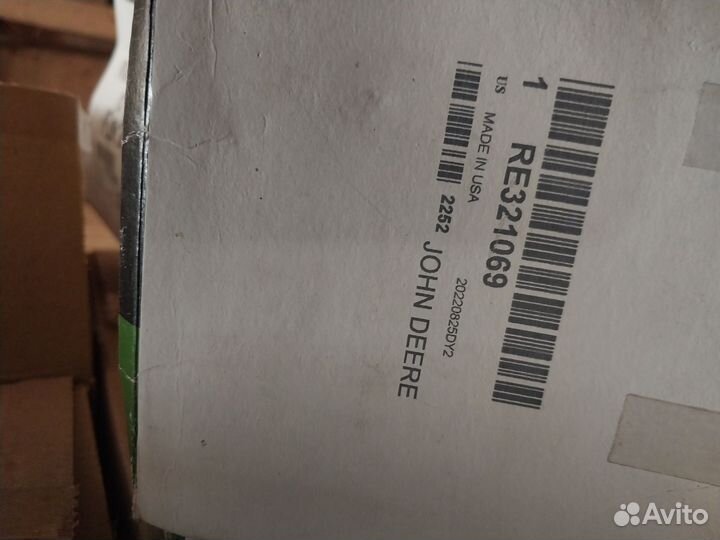 1 RE321069
US MADE IN USA
20220825DY2
2252 JOHN DEERE
Avito